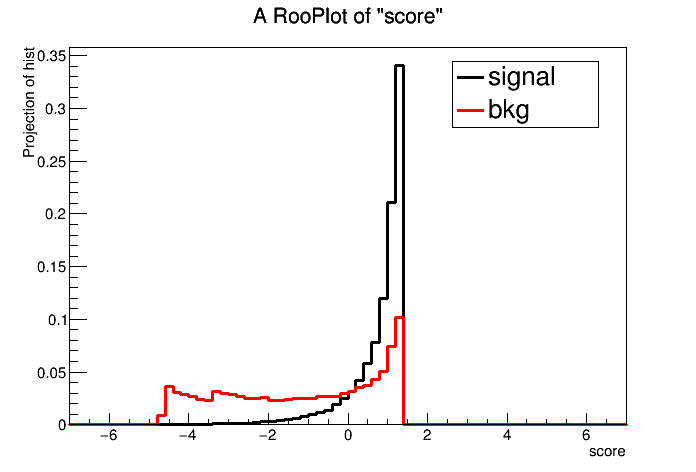 A RooPlot of "score"
Projection of hist
0.35
0.3
0.25
0.2
0.15
0.1
0.05
0
signal
bkg
−6 −4 −2 0 2 4 6
score